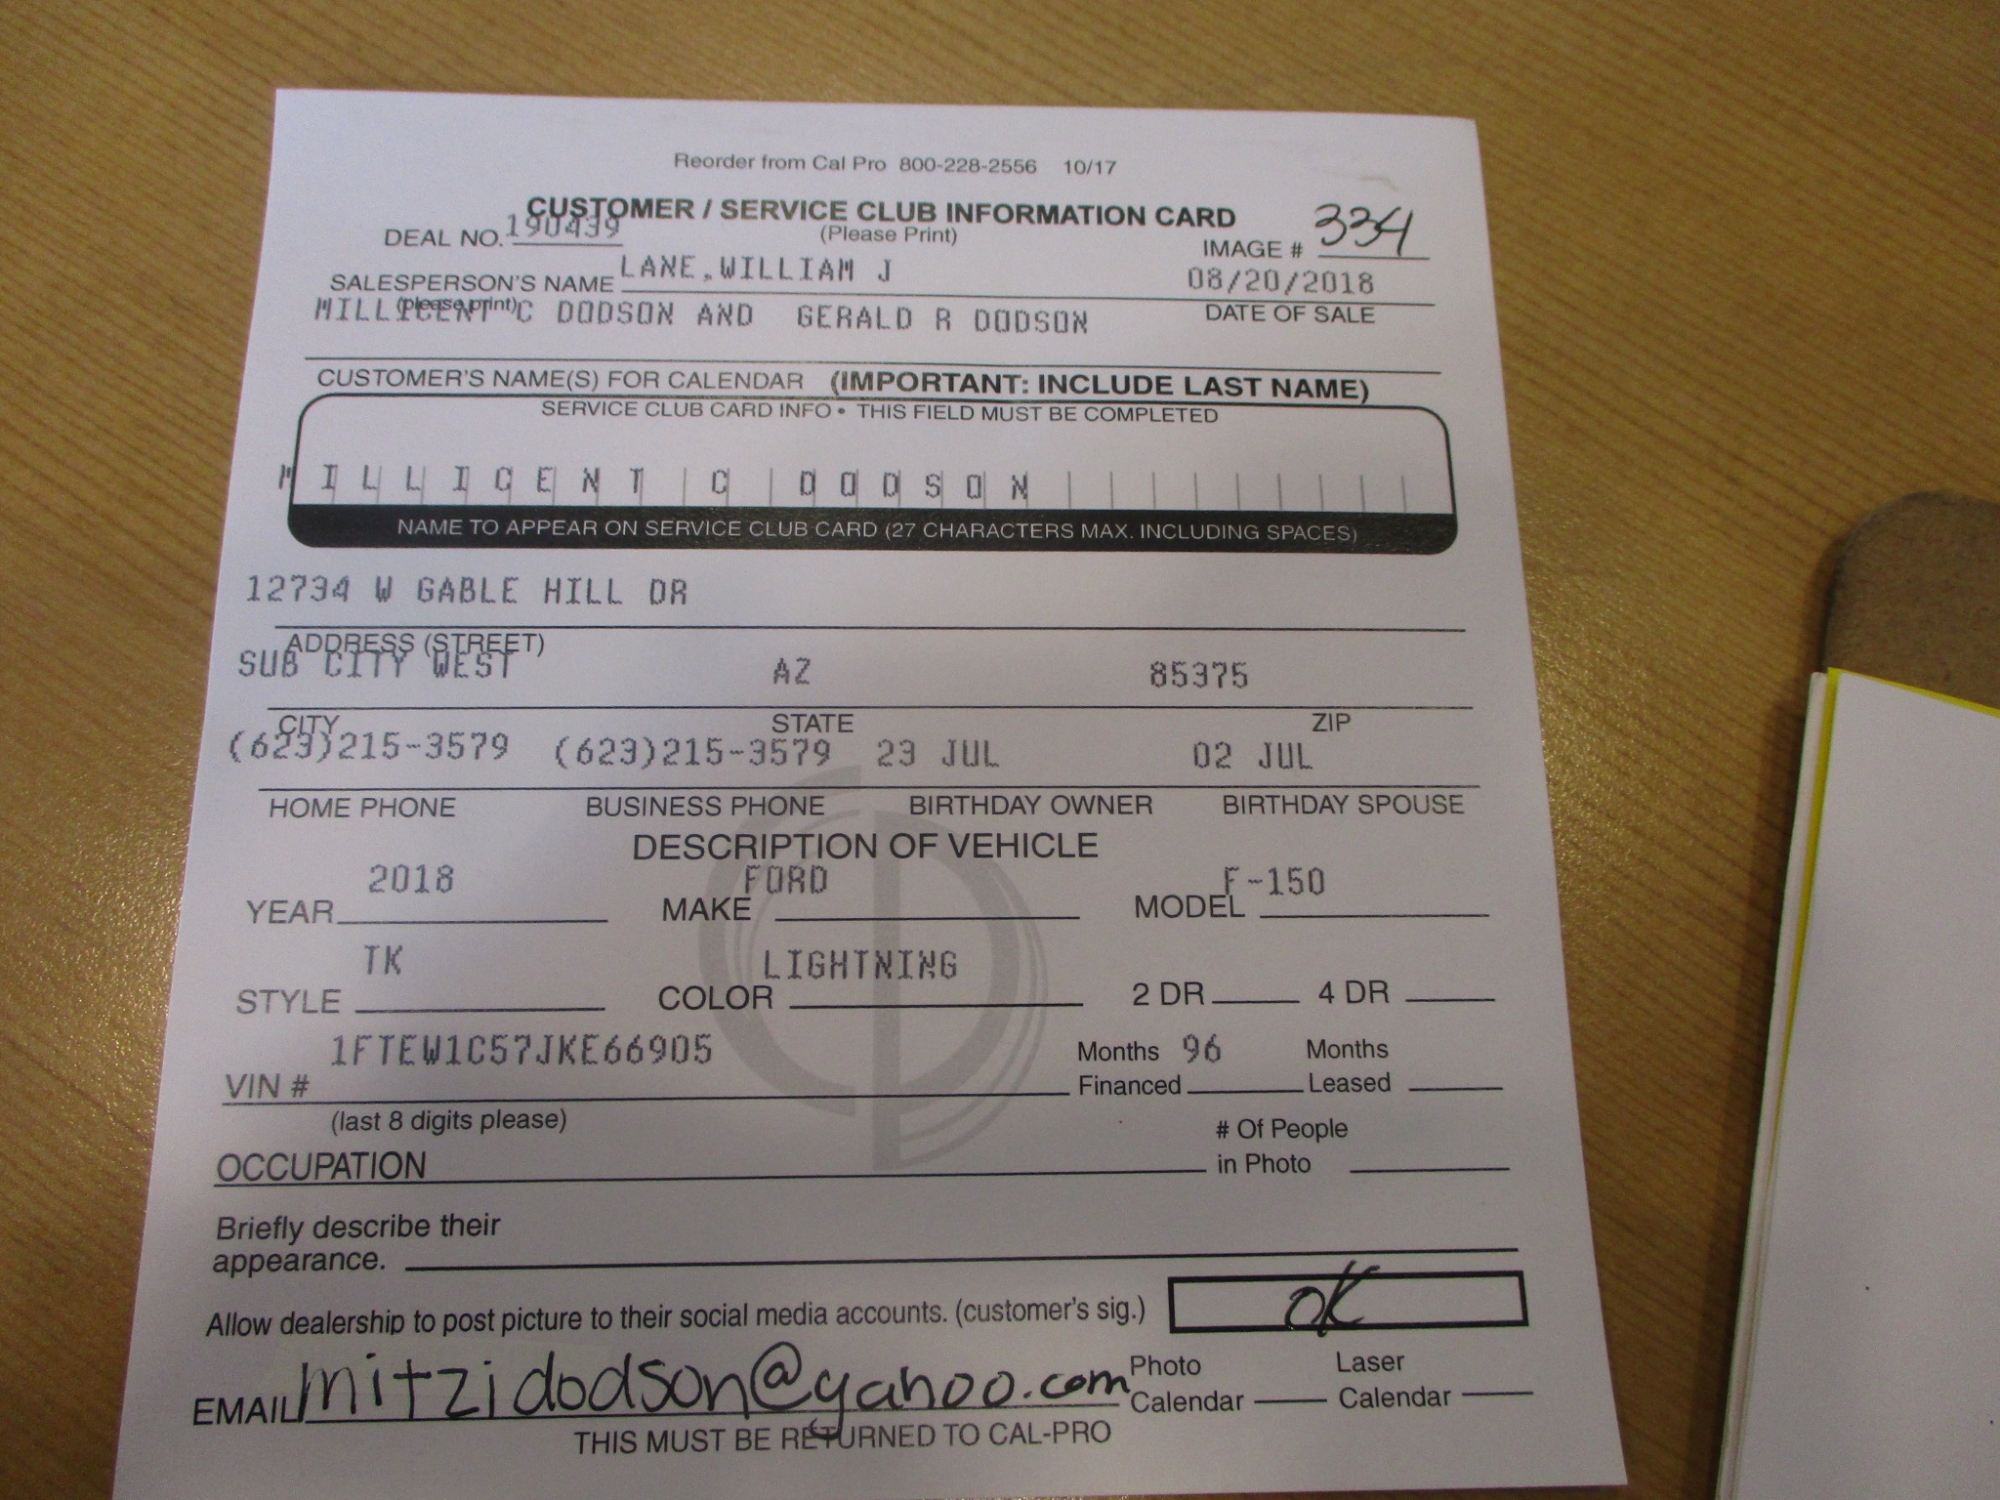 Reorder from Cal Pro 800-228-2556 10/17
CUSTOMER / SERVICE CLUB INFORMATION CARD
(Please Print)
DEAL NO. 190439
IMAGE # 334
SALESPERSON'S NAME LANE,WILLIAM J 08/20/2018
(please print) DATE OF SALE
MILLICENT C DODSON AND GERALD R DODSON
CUSTOMER'S NAME(S) FOR CALENDAR (IMPORTANT: INCLUDE LAST NAME)
SERVICE CLUB CARD INFO • THIS FIELD MUST BE COMPLETED
MILLICENT C DODSON
NAME TO APPEAR ON SERVICE CLUB CARD (27 CHARACTERS MAX. INCLUDING SPACES)
12734 W GABLE HILL DR
ADDRESS (STREET)
SUB CITY WEST AZ 85375
CITY STATE ZIP
(623)215-3579 (623)215-3579 23 JUL 02 JUL
HOME PHONE BUSINESS PHONE BIRTHDAY OWNER BIRTHDAY SPOUSE
DESCRIPTION OF VEHICLE
YEAR 2018 MAKE FORD MODEL F-150
STYLE TK COLOR LIGHTNING 2 DR 4 DR
VIN # 1FTEW1C57JKE66905 Months Financed 96 Months Leased
(last 8 digits please)
OCCUPATION # Of People in Photo
Briefly describe their
appearance.
Allow dealership to post picture to their social media accounts. (customer's sig.) OK
EMAIL mitzidodson@yahoo.com Photo Calendar Laser Calendar
THIS MUST BE RETURNED TO CAL-PRO